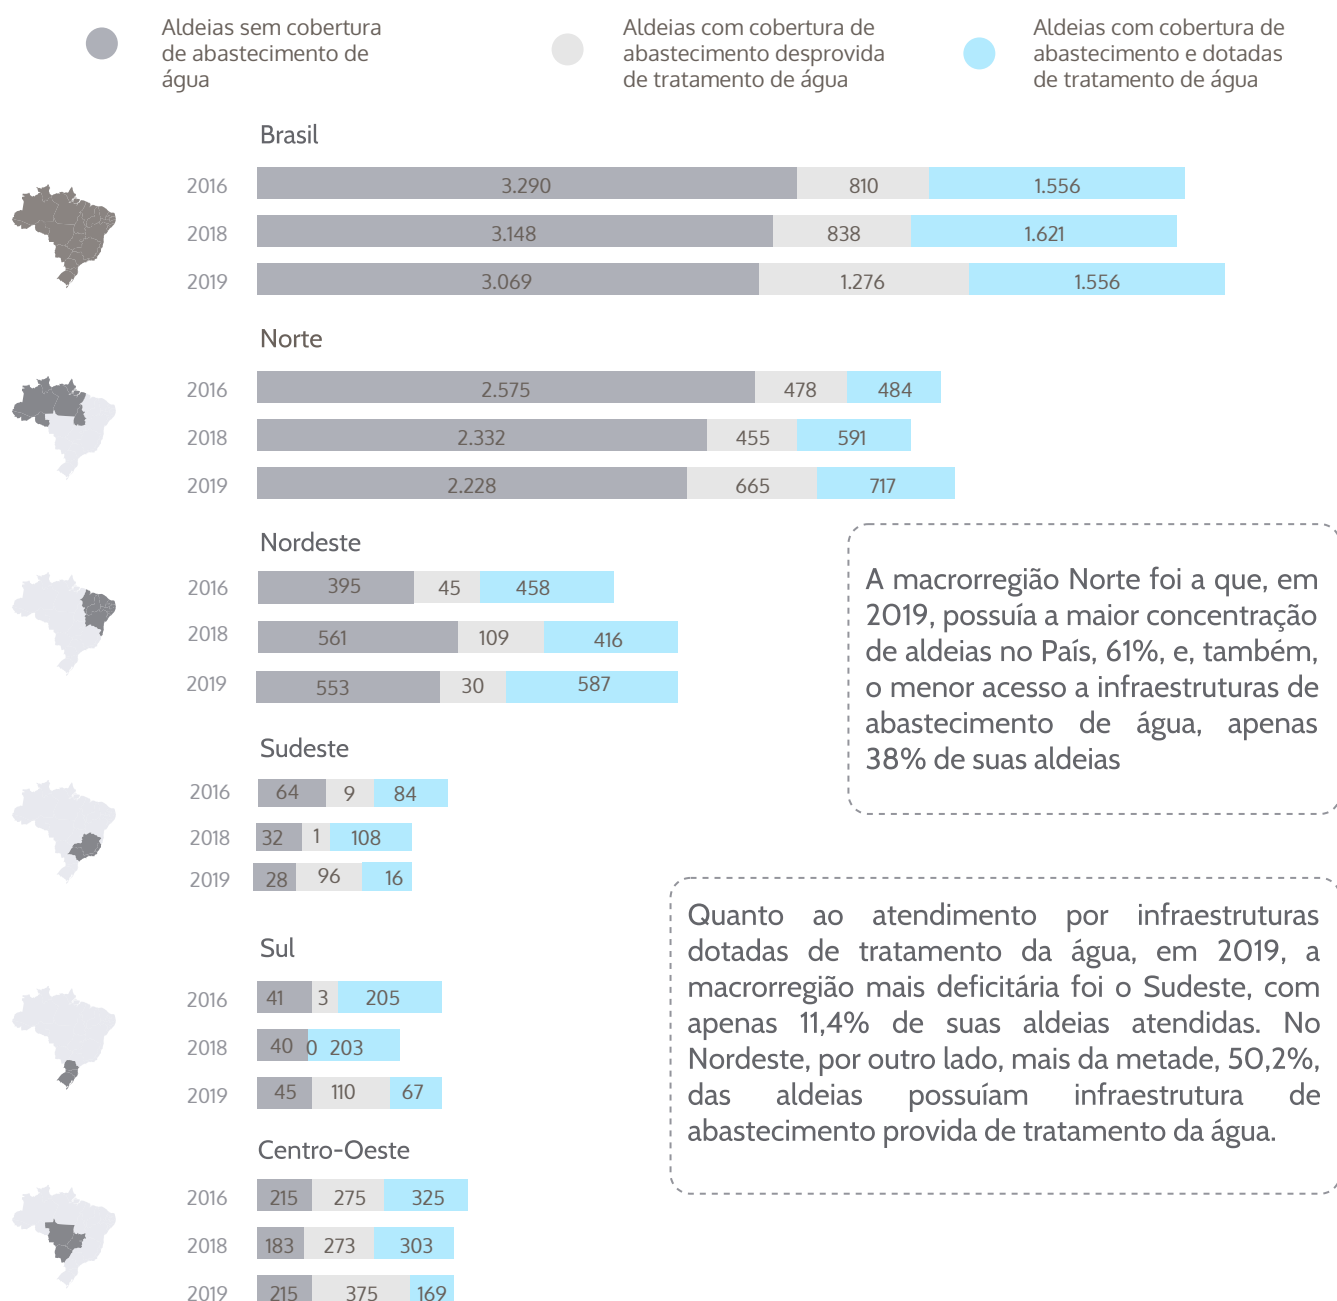 Aldeias sem cobertura
de abastecimento de
água
Aldeias com cobertura de
abastecimento desprovida
de tratamento de água
Aldeias com cobertura de
abastecimento e dotadas
de tratamento de água
Brasil
2016 3.290 810 1.556
2018 3.148 838 1.621
2019 3.069 1.276 1.556
Norte
2016 2.575 478 484
2018 2.332 455 591
2019 2.228 665 717
Nordeste
2016 395 45 458
2018 561 109 416
2019 553 30 587
A macrorregião Norte foi a que, em
2019, possuía a maior concentração
de aldeias no País, 61%, e, também,
o menor acesso a infraestruturas de
abastecimento de água, apenas
38% de suas aldeias
Sudeste
2016 64 9 84
2018 32 1 108
2019 28 96 16
Quanto ao atendimento por infraestruturas
dotadas de tratamento da água, em 2019, a
macrorregião mais deficitária foi o Sudeste, com
apenas 11,4% de suas aldeias atendidas. No
Nordeste, por outro lado, mais da metade, 50,2%,
das aldeias possuíam infraestrutura de
abastecimento provida de tratamento da água.
Sul
2016 41 3 205
2018 40 0 203
2019 45 110 67
Centro-Oeste
2016 215 275 325
2018 183 273 303
2019 215 375 169